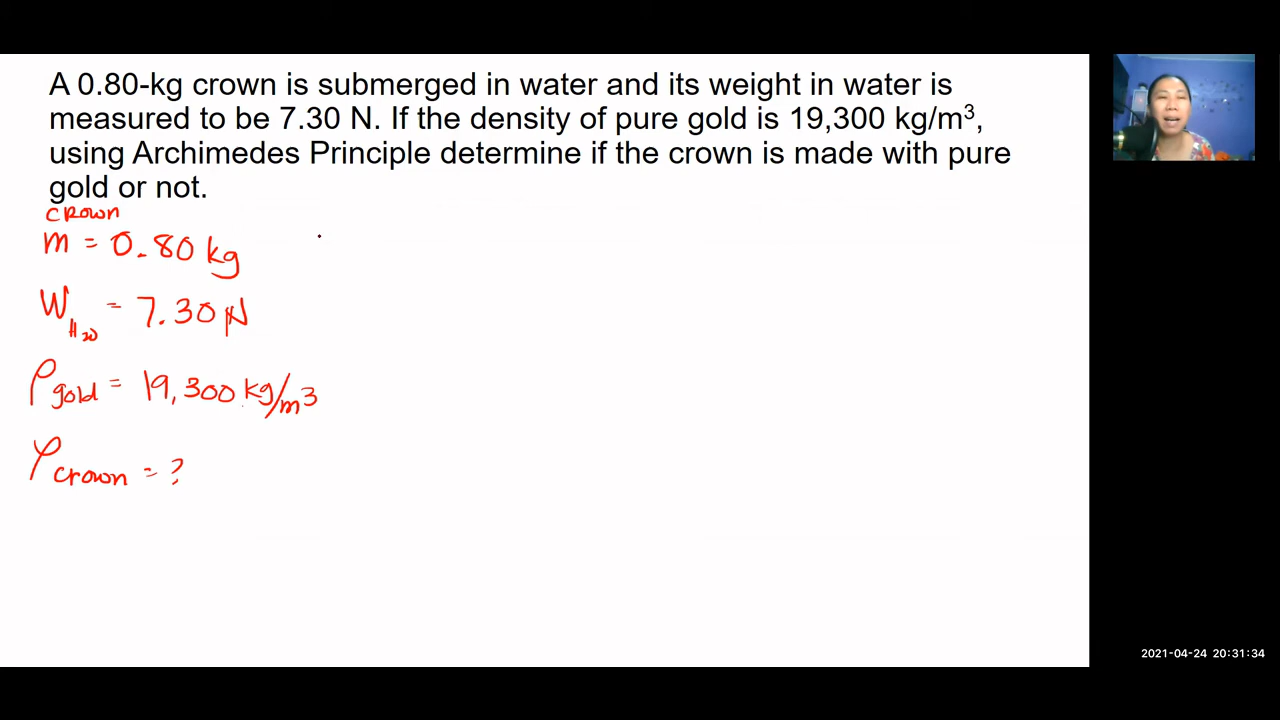 A 0.80-kg crown is submerged in water and its weight in water is
measured to be 7.30 N. If the density of pure gold is 19,300 kg/m³,
using Archimedes Principle determine if the crown is made with pure
gold or not.
crown
m = 0.80 kg
W H₂O = 7.30 N
ρ gold = 19,300 kg/m³
ρ crown = ?
2021-04-24 20:31:34